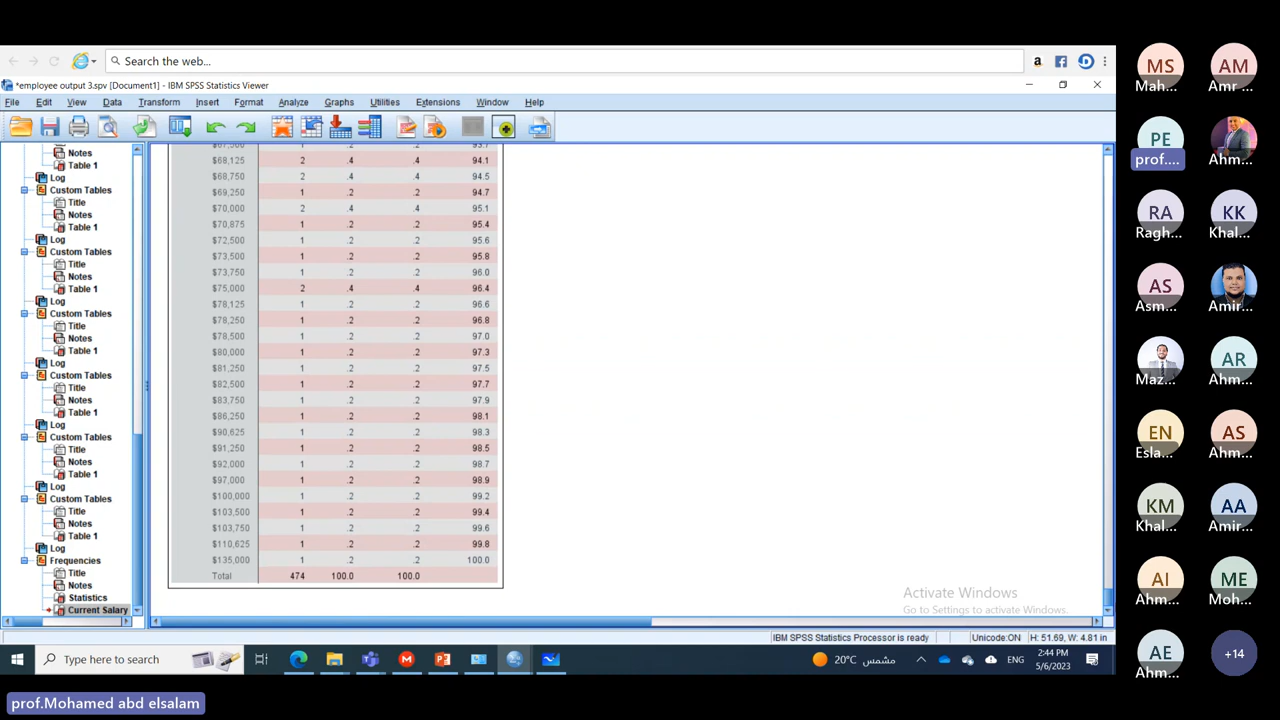 Search the web...
*employee output 3.spv [Document1] - IBM SPSS Statistics Viewer
File Edit View Data Transform Insert Format Analyze Graphs Utilities Extensions Window Help
Notes
Table 1
Log
Custom Tables
Title
Notes
Table 1
Log
Custom Tables
Title
Notes
Table 1
Log
Custom Tables
Title
Notes
Table 1
Log
Custom Tables
Title
Notes
Table 1
Log
Custom Tables
Title
Notes
Table 1
Log
Custom Tables
Title
Notes
Table 1
Log
Frequencies
Title
Notes
Statistics
Current Salary
$67,500 1 .2 .2 93.7
$68,125 2 .4 .4 94.1
$68,750 2 .4 .4 94.5
$69,250 1 .2 .2 94.7
$70,000 2 .4 .4 95.1
$70,875 1 .2 .2 95.4
$72,500 1 .2 .2 95.6
$73,500 1 .2 .2 95.8
$73,750 1 .2 .2 96.0
$75,000 2 .4 .4 96.4
$78,125 1 .2 .2 96.6
$78,250 1 .2 .2 96.8
$78,500 1 .2 .2 97.0
$80,000 1 .2 .2 97.3
$81,250 1 .2 .2 97.5
$82,500 1 .2 .2 97.7
$83,750 1 .2 .2 97.9
$86,250 1 .2 .2 98.1
$90,625 1 .2 .2 98.3
$91,250 1 .2 .2 98.5
$92,000 1 .2 .2 98.7
$97,000 1 .2 .2 98.9
$100,000 1 .2 .2 99.2
$103,500 1 .2 .2 99.4
$103,750 1 .2 .2 99.6
$110,625 1 .2 .2 99.8
$135,000 1 .2 .2 100.0
Total 474 100.0 100.0
Activate Windows
Go to Settings to activate Windows.
IBM SPSS Statistics Processor is ready Unicode:ON H: 51.69, W: 4.81 in
Type here to search
20°C مشمس
ENG
2:44 PM
5/6/2023
MS AM
Mah... Amr ...
PE
prof.... Ahm...
RA KK
Ragh... Khal...
AS
Asm... Amir...
AR
Maz... Ahm...
EN AS
Esla... Ahm...
KM AA
Khal... Amir...
AI ME
Ahm... Moh...
AE +14
Ahm...
prof.Mohamed abd elsalam